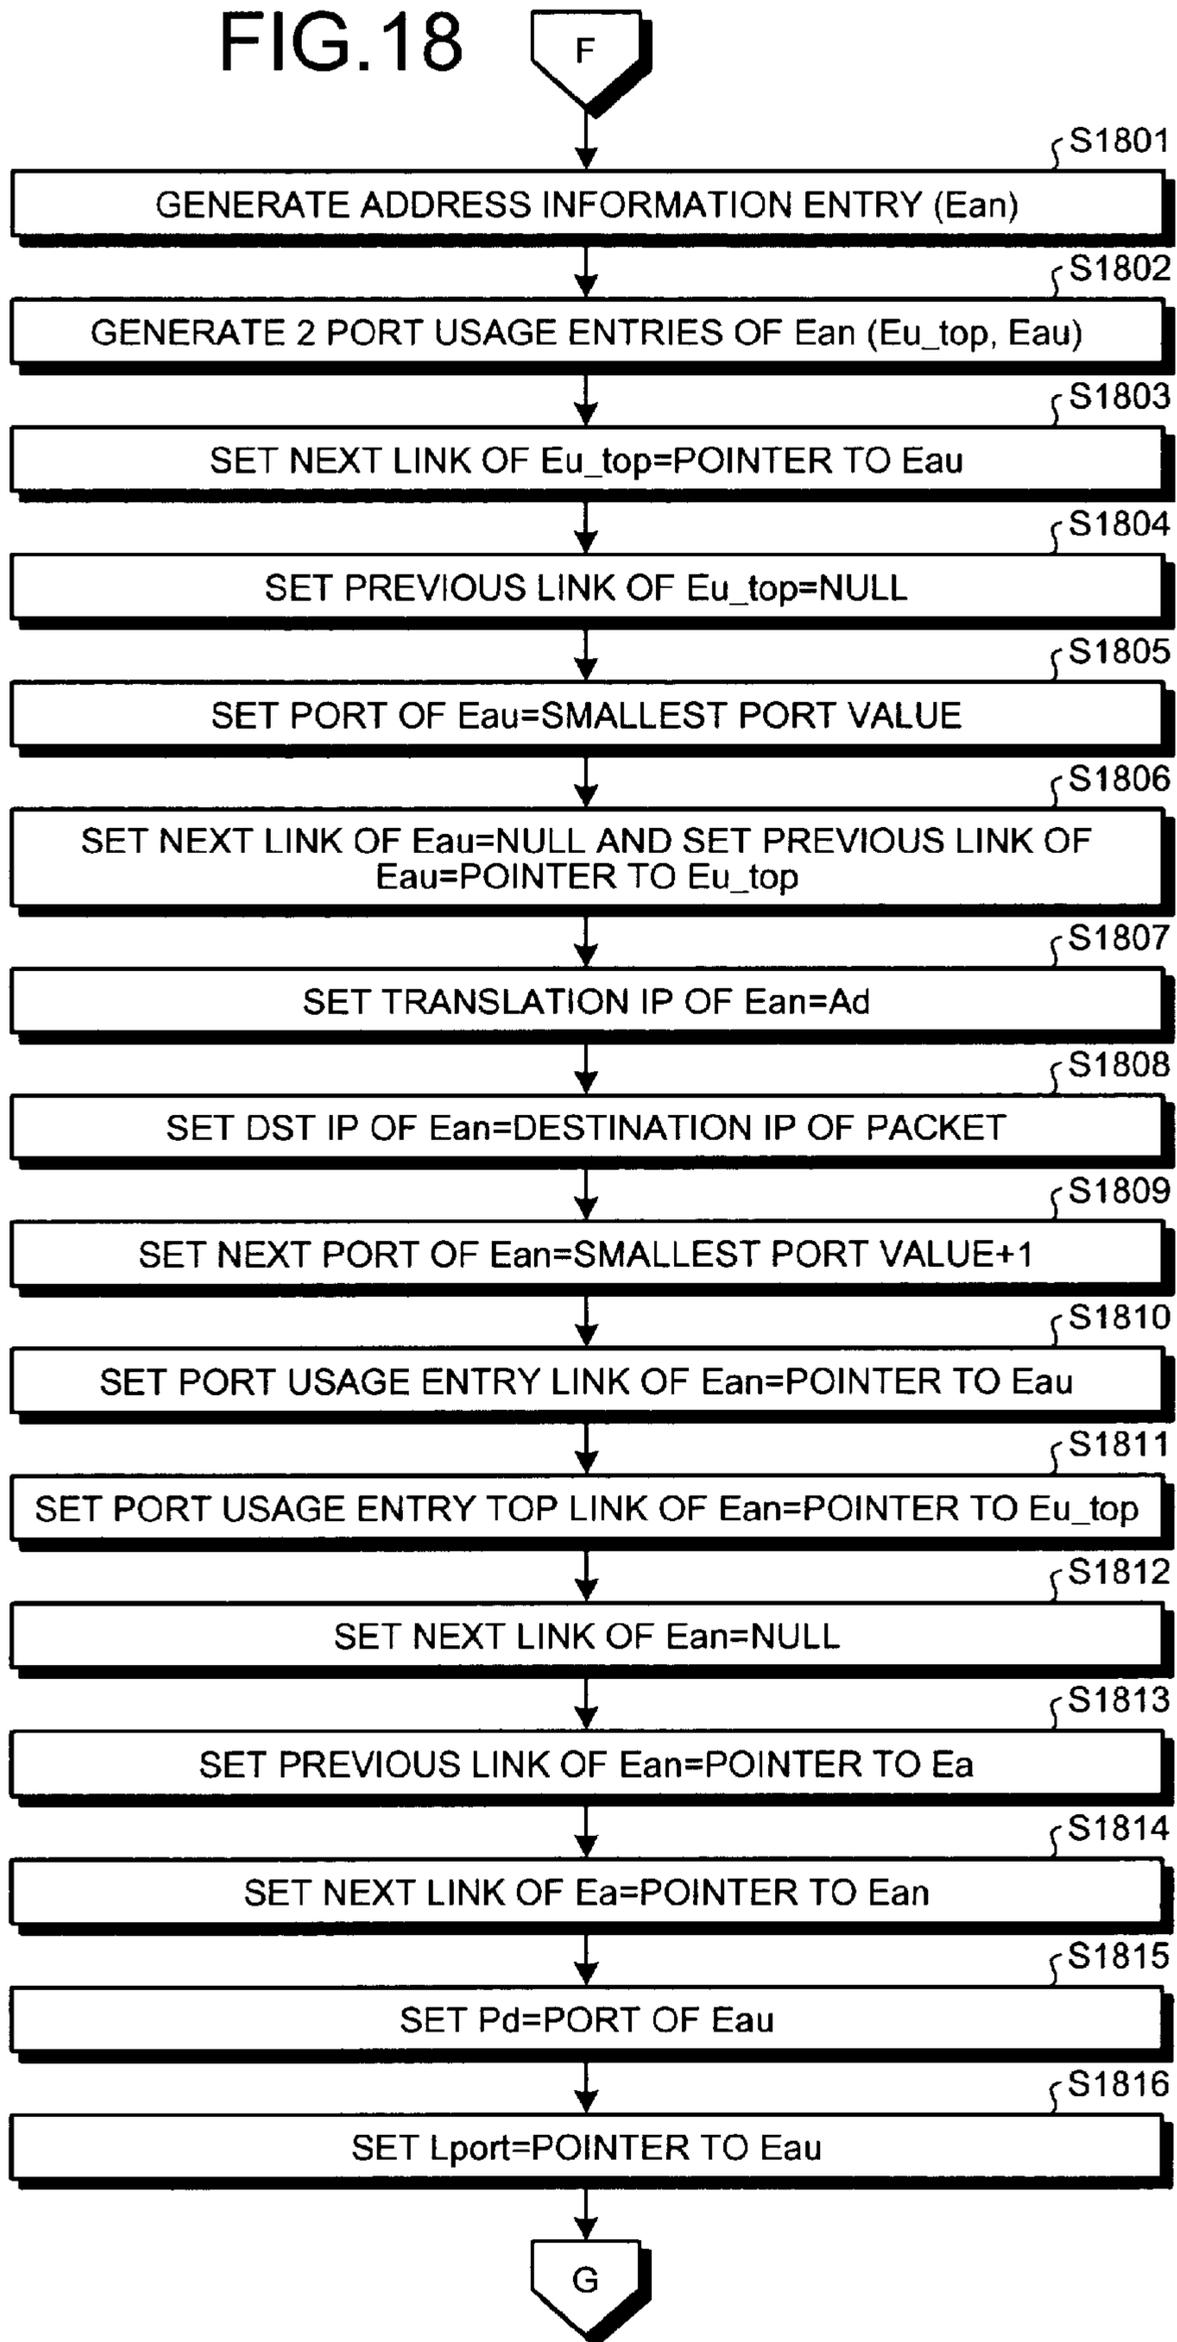 FIG.18
F
S1801
GENERATE ADDRESS INFORMATION ENTRY (Ean)
S1802
GENERATE 2 PORT USAGE ENTRIES OF Ean (Eu_top, Eau)
S1803
SET NEXT LINK OF Eu_top=POINTER TO Eau
S1804
SET PREVIOUS LINK OF Eu_top=NULL
S1805
SET PORT OF Eau=SMALLEST PORT VALUE
S1806
SET NEXT LINK OF Eau=NULL AND SET PREVIOUS LINK OF
Eau=POINTER TO Eu_top
S1807
SET TRANSLATION IP OF Ean=Ad
S1808
SET DST IP OF Ean=DESTINATION IP OF PACKET
S1809
SET NEXT PORT OF Ean=SMALLEST PORT VALUE+1
S1810
SET PORT USAGE ENTRY LINK OF Ean=POINTER TO Eau
S1811
SET PORT USAGE ENTRY TOP LINK OF Ean=POINTER TO Eu_top
S1812
SET NEXT LINK OF Ean=NULL
S1813
SET PREVIOUS LINK OF Ean=POINTER TO Ea
S1814
SET NEXT LINK OF Ea=POINTER TO Ean
S1815
SET Pd=PORT OF Eau
S1816
SET Lport=POINTER TO Eau
G